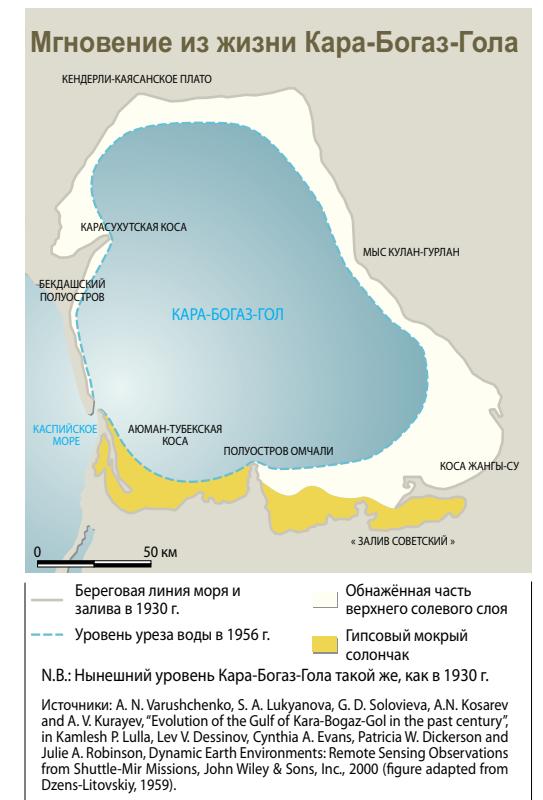 Мгновение из жизни Кара-Богаз-Гола
КЕНДЕРЛИ-КАЯСАНСКОЕ ПЛАТО
КАРАСУХУТСКАЯ КОСА
МЫС КУЛАН-ГУРЛАН
БЕКДАШСКИЙ
ПОЛУОСТРОВ
КАРА-БОГАЗ-ГОЛ
КАСПИЙСКОЕ
МОРЕ
АЮМАН-ТУБЕКСКАЯ
КОСА
ПОЛУОСТРОВ ОМЧАЛИ
КОСА ЖАНГЫ-СУ
« ЗАЛИВ СОВЕТСКИЙ »
0 50 км
Береговая линия моря и
залива в 1930 г.
Уровень уреза воды в 1956 г.
Обнажённая часть
верхнего солевого слоя
Гипсовый мокрый
солончак
N.B.: Нынешний уровень Кара-Богаз-Гола такой же, как в 1930 г.
Источники: A. N. Varushchenko, S. A. Lukyanova, G. D. Solovieva, A.N. Kosarev
and A. V. Kurayev, “Evolution of the Gulf of Kara-Bogaz-Gol in the past century”,
in Kamlesh P. Lulla, Lev V. Dessinov, Cynthia A. Evans, Patricia W. Dickerson and
Julie A. Robinson, Dynamic Earth Environments: Remote Sensing Observations
from Shuttle-Mir Missions, John Wiley & Sons, Inc., 2000 (figure adapted from
Dzens-Litovskiy, 1959).